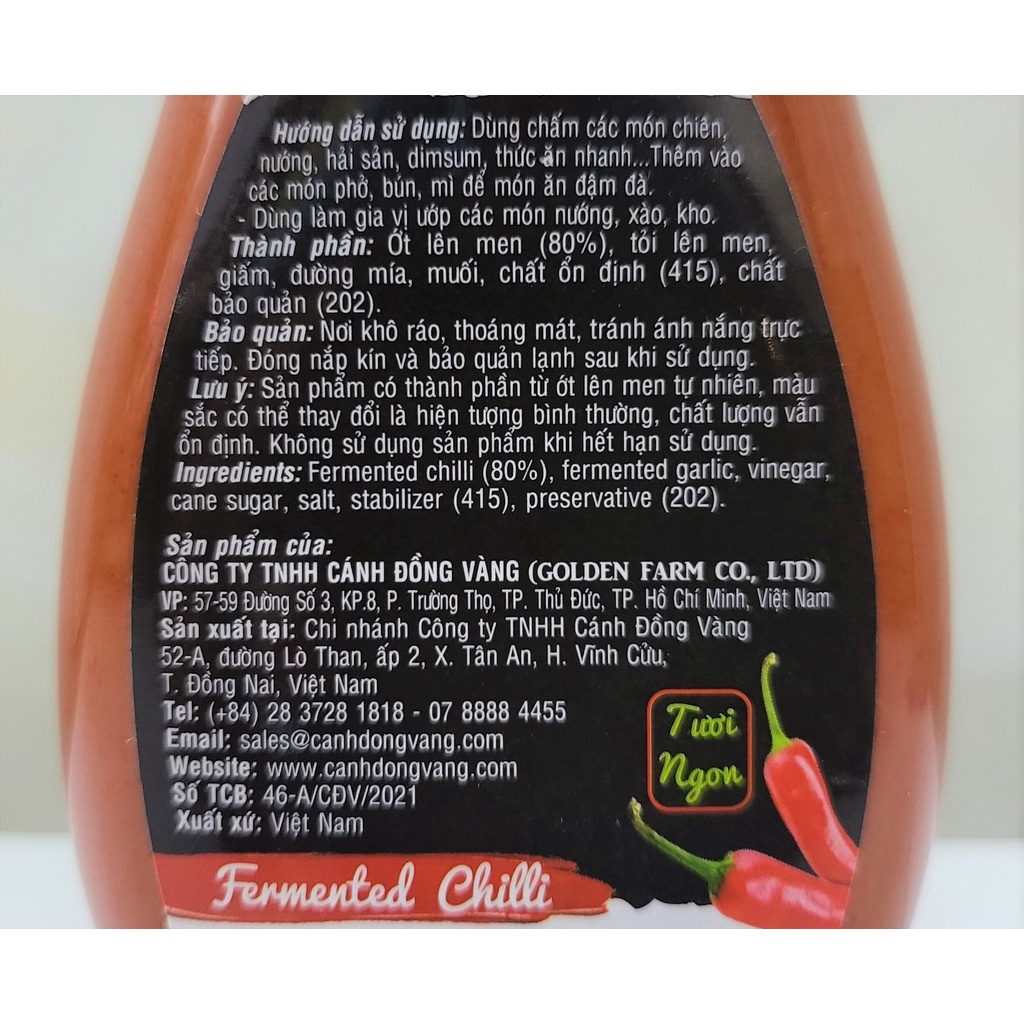 Hướng dẫn sử dụng: Dùng chấm các món chiên,
nướng, hải sản, dimsum, thức ăn nhanh...Thêm vào
các món phở, bún, mì để món ăn đậm đà.
- Dùng làm gia vị ướp các món nướng, xào, kho.
Thành phần: Ớt lên men (80%), tỏi lên men,
giấm, đường mía, muối, chất ổn định (415), chất
bảo quản (202).
Bảo quản: Nơi khô ráo, thoáng mát, tránh ánh nắng trực
tiếp. Đóng nắp kín và bảo quản lạnh sau khi sử dụng.
Lưu ý: Sản phẩm có thành phần từ ớt lên men tự nhiên, màu
sắc có thể thay đổi là hiện tượng bình thường, chất lượng vẫn
ổn định. Không sử dụng sản phẩm khi hết hạn sử dụng.
Ingredients: Fermented chilli (80%), fermented garlic, vinegar,
cane sugar, salt, stabilizer (415), preservative (202).
Sản phẩm của:
CÔNG TY TNHH CÁNH ĐỒNG VÀNG (GOLDEN FARM CO., LTD)
VP: 57-59 Đường Số 3, KP.8, P. Trường Thọ, TP. Thủ Đức, TP. Hồ Chí Minh, Việt Nam
Sản xuất tại: Chi nhánh Công ty TNHH Cánh Đồng Vàng
52-A, đường Lò Than, ấp 2, X. Tân An, H. Vĩnh Cửu,
T. Đồng Nai, Việt Nam
Tel: (+84) 28 3728 1818 - 07 8888 4455
Email: sales@canhdongvang.com
Website: www.canhdongvang.com
Số TCB: 46-A/CĐV/2021
Xuất xứ: Việt Nam
Tươi
Ngon
Fermented Chilli